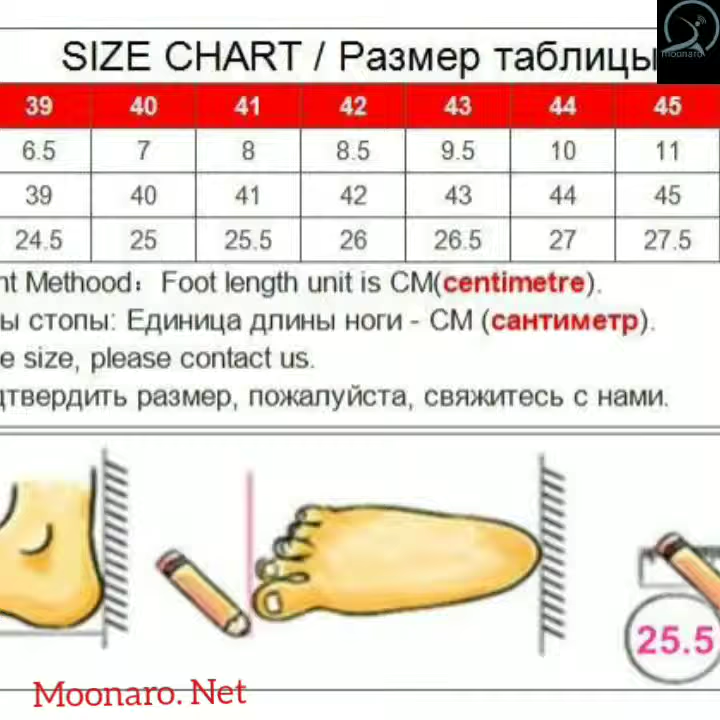 moonaro
SIZE CHART / Размер таблицы
39 40 41 42 43 44 45
6.5 7 8 8.5 9.5 10 11
39 40 41 42 43 44 45
24.5 25 25.5 26 26.5 27 27.5
nt Methood: Foot length unit is CM(centimetre).
ы стопы: Единица длины ноги - СМ (сантиметр).
e size, please contact us.
дтвердить размер, пожалуйста, свяжитесь с нами.
25.5
Moonaro. Net